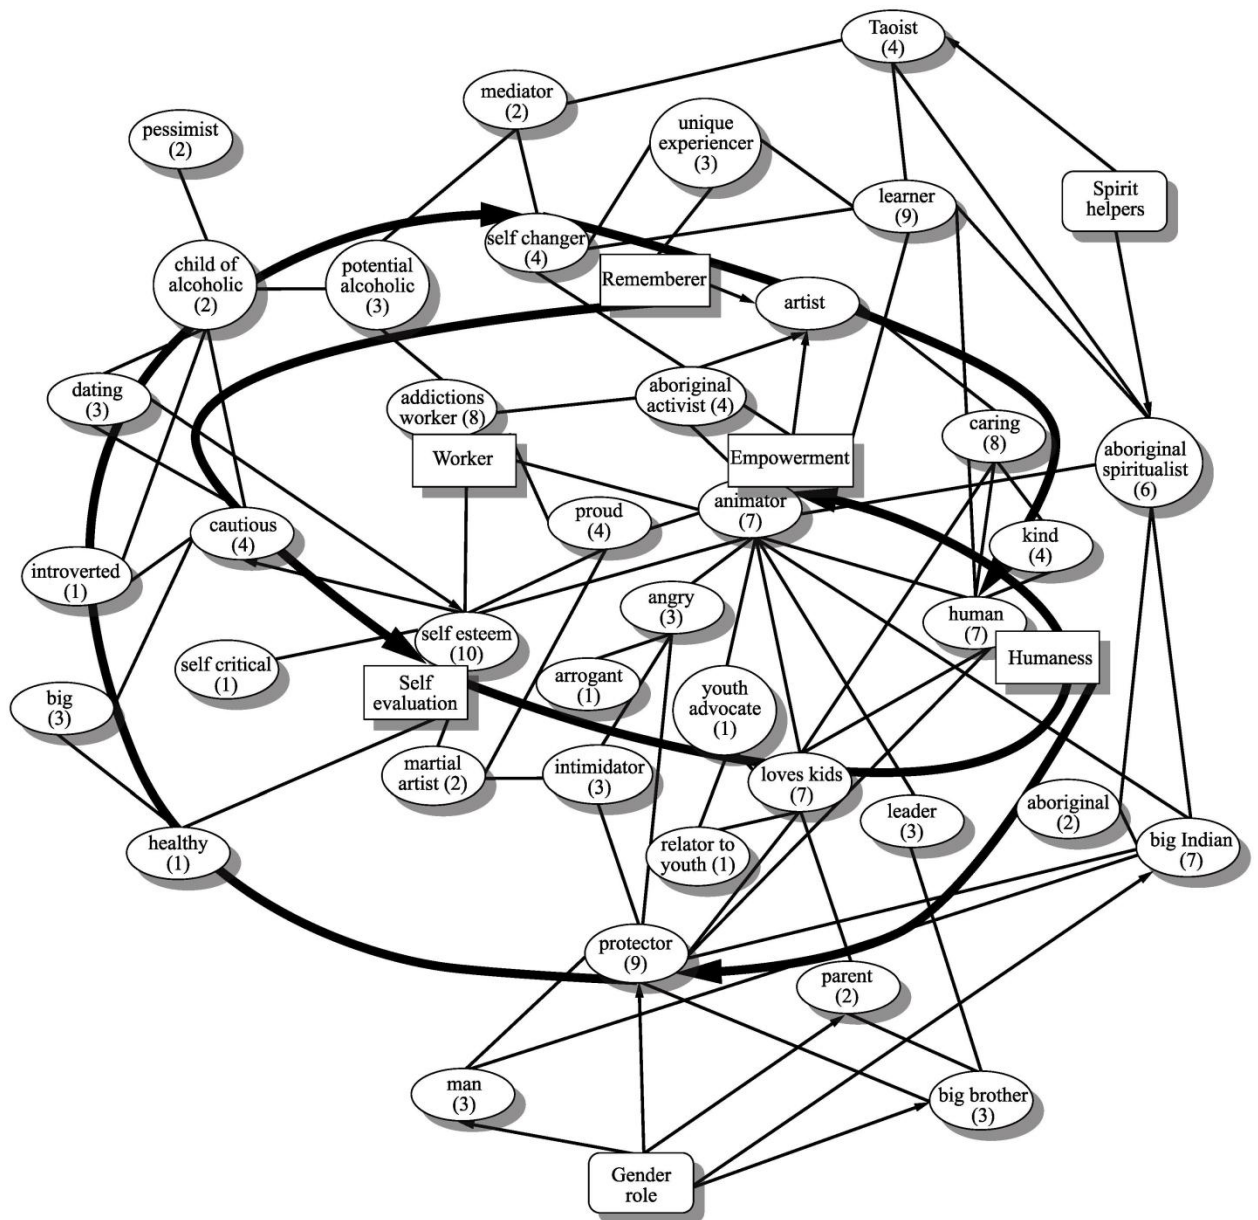 Taoist
(4)
mediator
(2)
unique
experiencer
(3)
pessimist
(2)
Spirit
helpers
learner
(9)
self changer
(4)
child of
alcoholic
(2)
potential
alcoholic
(3)
Rememberer
artist
dating
(3)
addictions
worker (8)
aboriginal
activist (4)
caring
(8)
Worker
Empowerment
aboriginal
spiritualist
(6)
cautious
(4)
proud
(4)
animator
(7)
kind
(4)
introverted
(1)
angry
(3)
human
(7)
self esteem
(10)
self critical
(1)
Humaness
Self
evaluation
arrogant
(1)
youth
advocate
(1)
big
(3)
martial
artist (2)
intimidator
(3)
loves kids
(7)
leader
(3)
aboriginal
(2)
healthy
(1)
relator to
youth (1)
big Indian
(7)
protector
(9)
parent
(2)
man
(3)
big brother
(3)
Gender
role